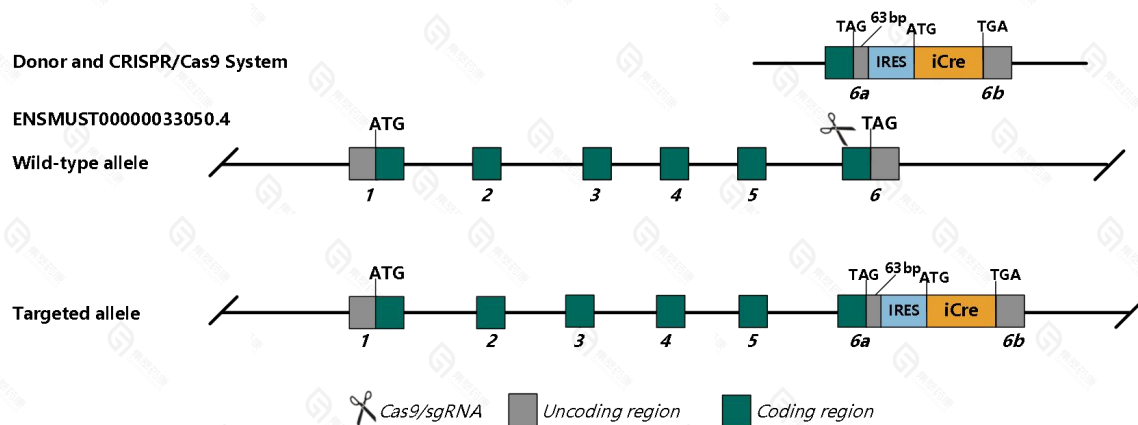 TAG 63bp ATG TGA
Donor and CRISPR/Cas9 System
IRES iCre
6a 6b
ENSMUST00000033050.4
ATG TAG
Wild-type allele
1 2 3 4 5 6
ATG TAG 63bp ATG TGA
Targeted allele
IRES iCre
1 2 3 4 5 6a 6b
Cas9/sgRNA Uncoding region Coding region